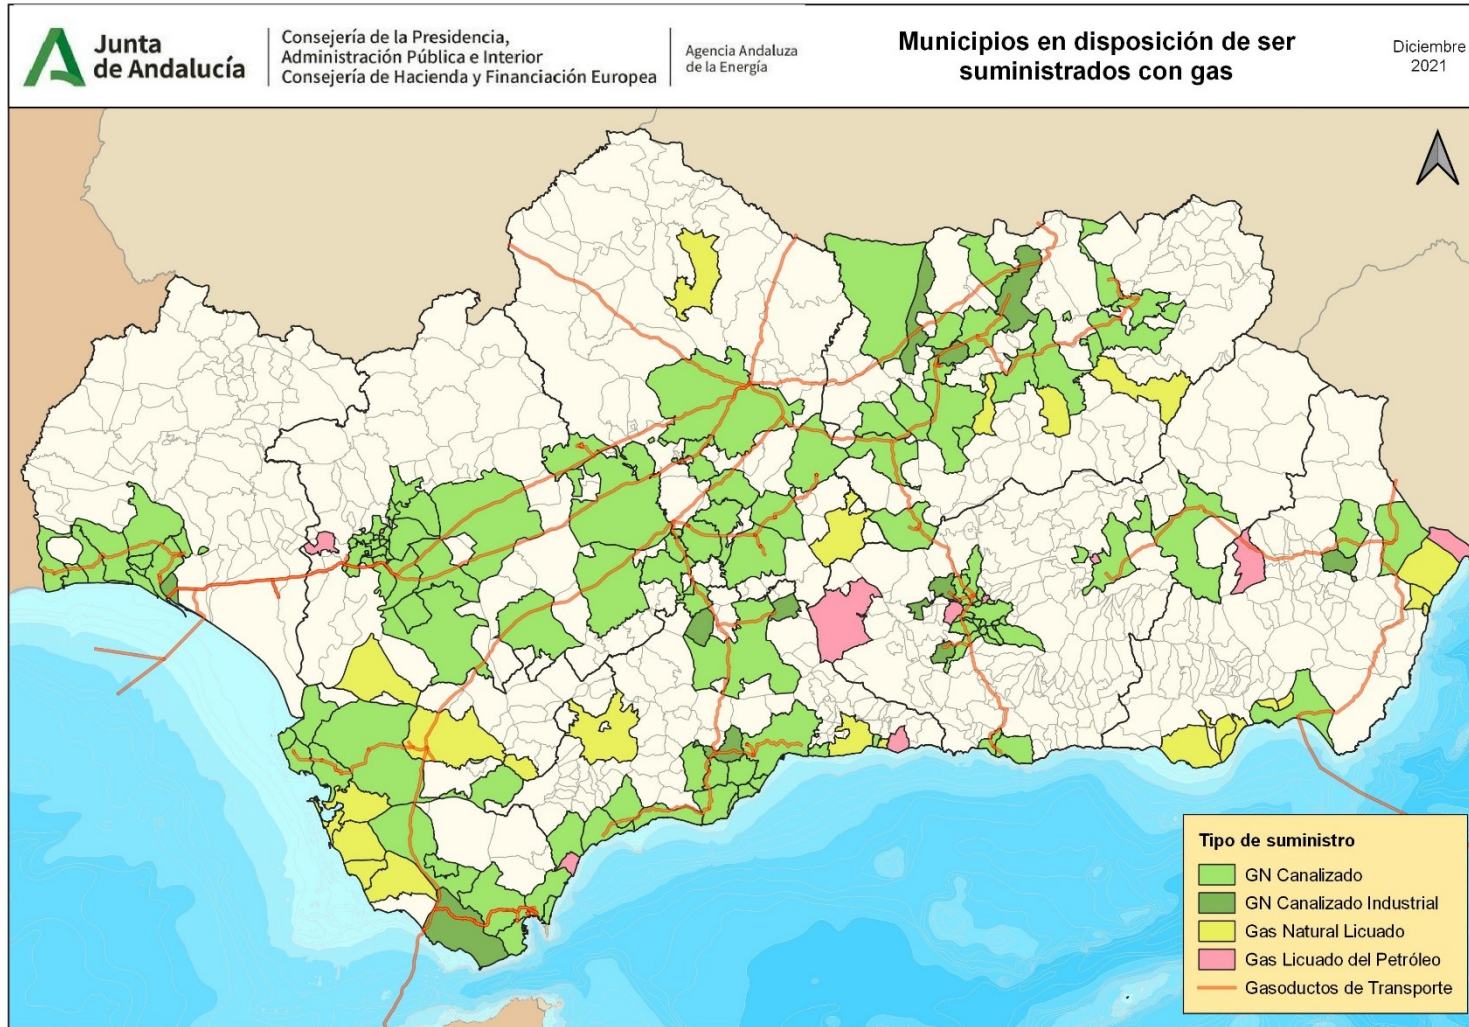 Junta
de Andalucía
Consejería de la Presidencia,
Administración Pública e Interior
Consejería de Hacienda y Financiación Europea
Agencia Andaluza
de la Energía
Municipios en disposición de ser
suministrados con gas
Diciembre
2021
Tipo de suministro
GN Canalizado
GN Canalizado Industrial
Gas Natural Licuado
Gas Licuado del Petróleo
Gasoductos de Transporte